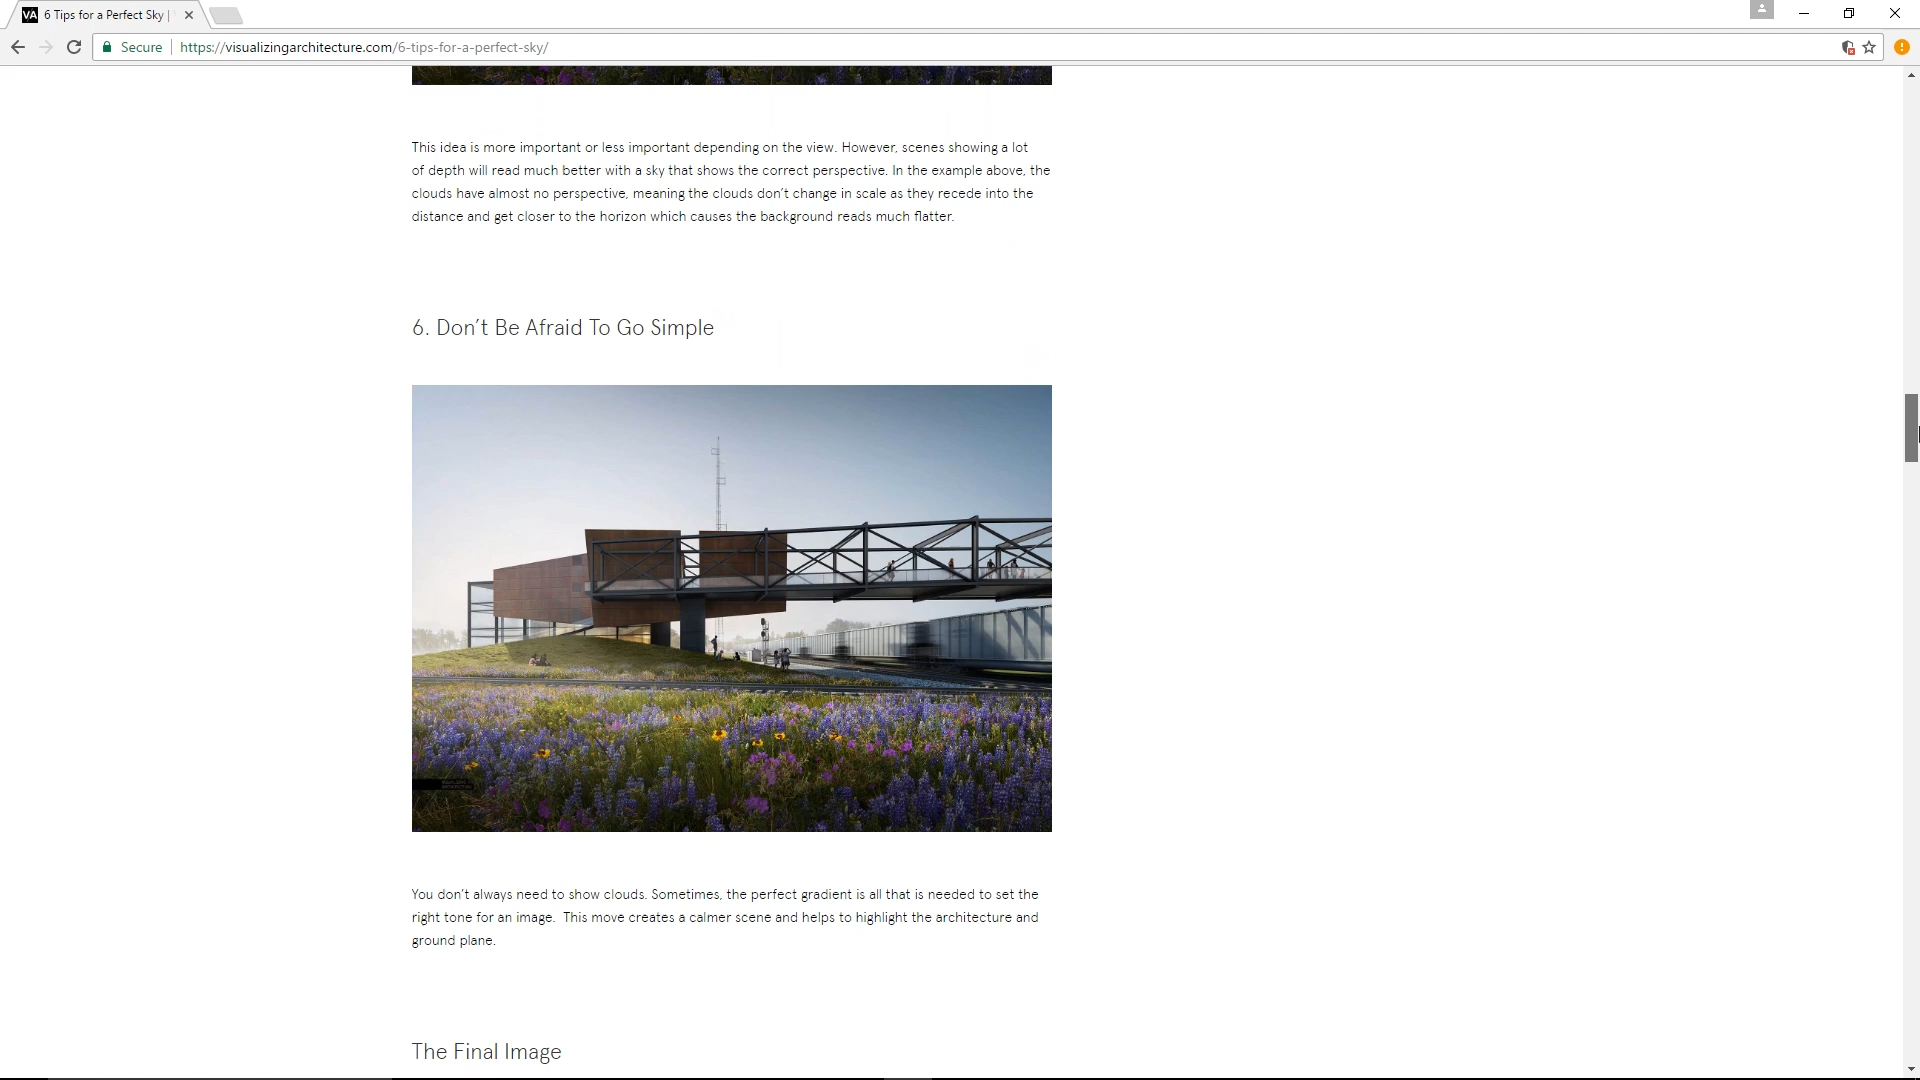 VA 6 Tips for a Perfect Sky |
Secure https://visualizingarchitecture.com/6-tips-for-a-perfect-sky/
This idea is more important or less important depending on the view. However, scenes showing a lot
of depth will read much better with a sky that shows the correct perspective. In the example above, the
clouds have almost no perspective, meaning the clouds don't change in scale as they recede into the
distance and get closer to the horizon which causes the background reads much flatter.
6. Don't Be Afraid To Go Simple
You don't always need to show clouds. Sometimes, the perfect gradient is all that is needed to set the
right tone for an image. This move creates a calmer scene and helps to highlight the architecture and
ground plane.
The Final Image